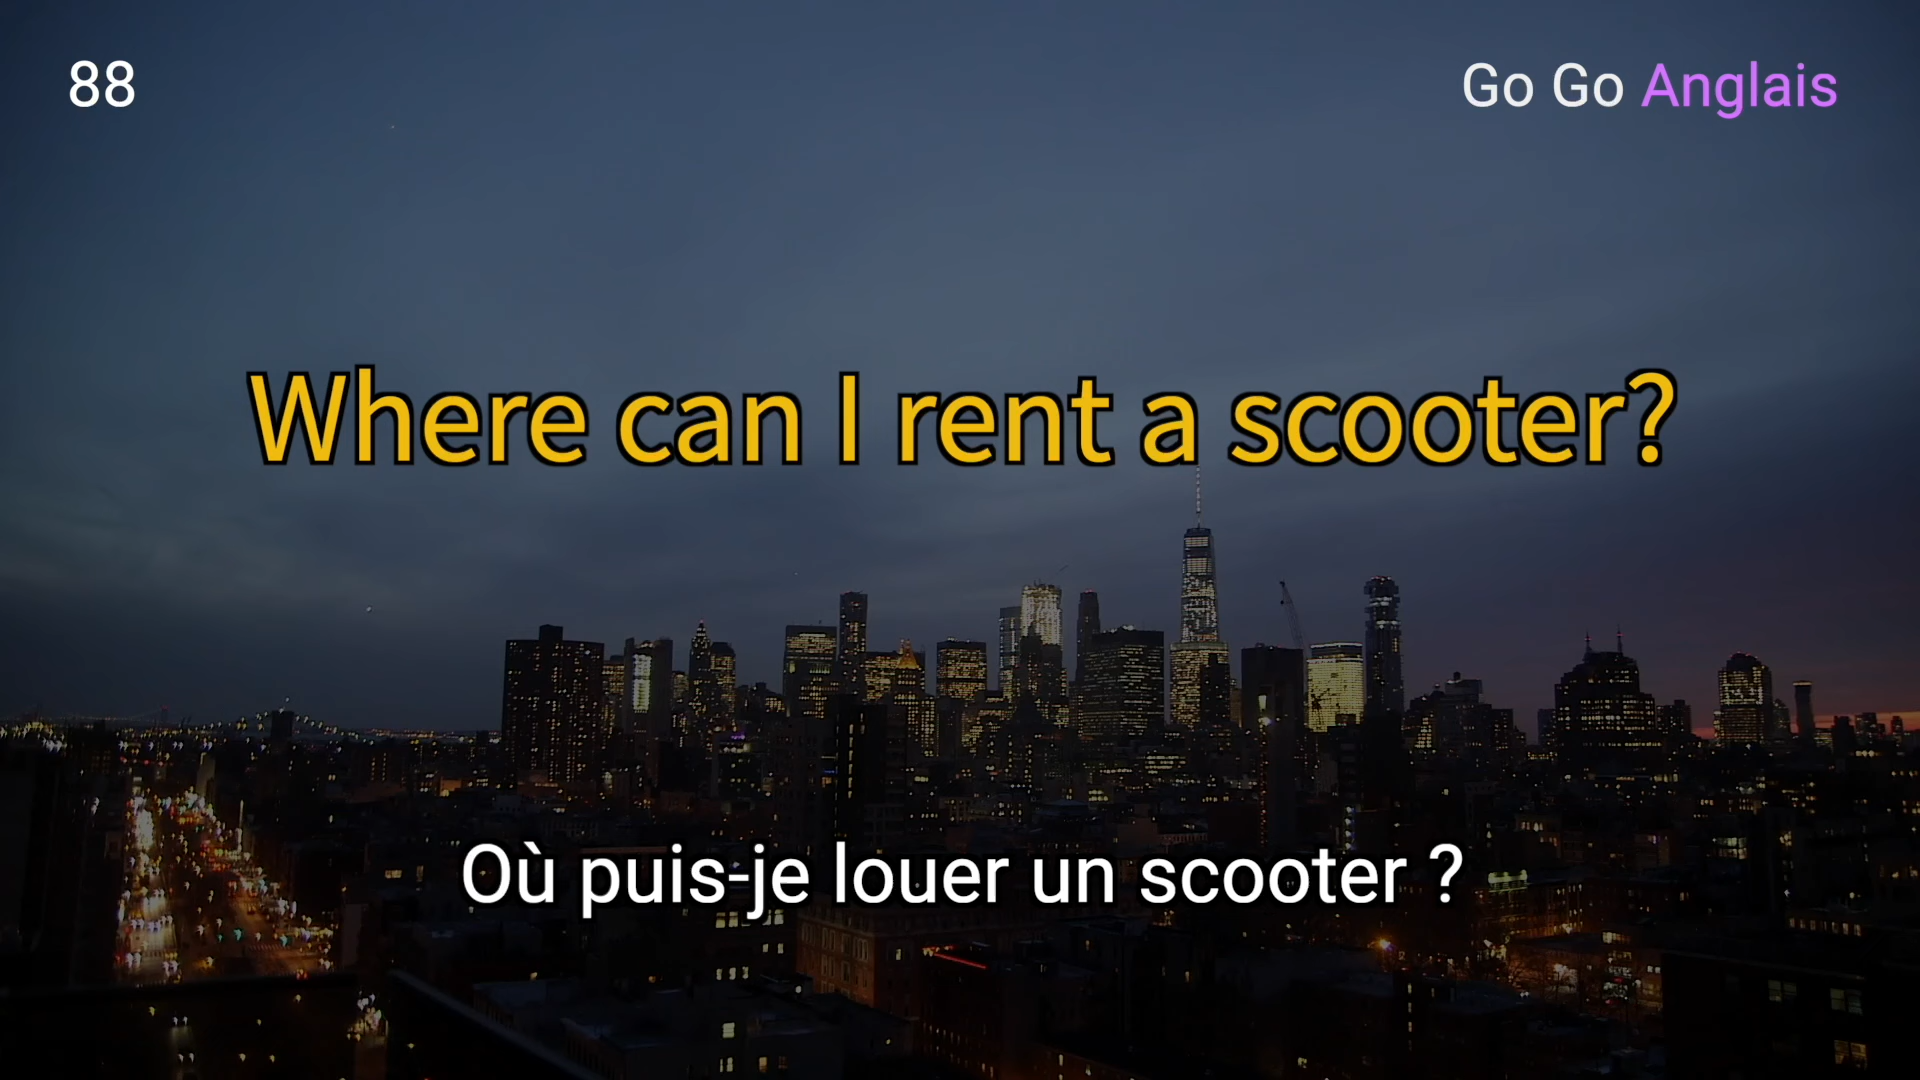 88
Go Go Anglais
Where can I rent a scooter?
Où puis-je louer un scooter ?